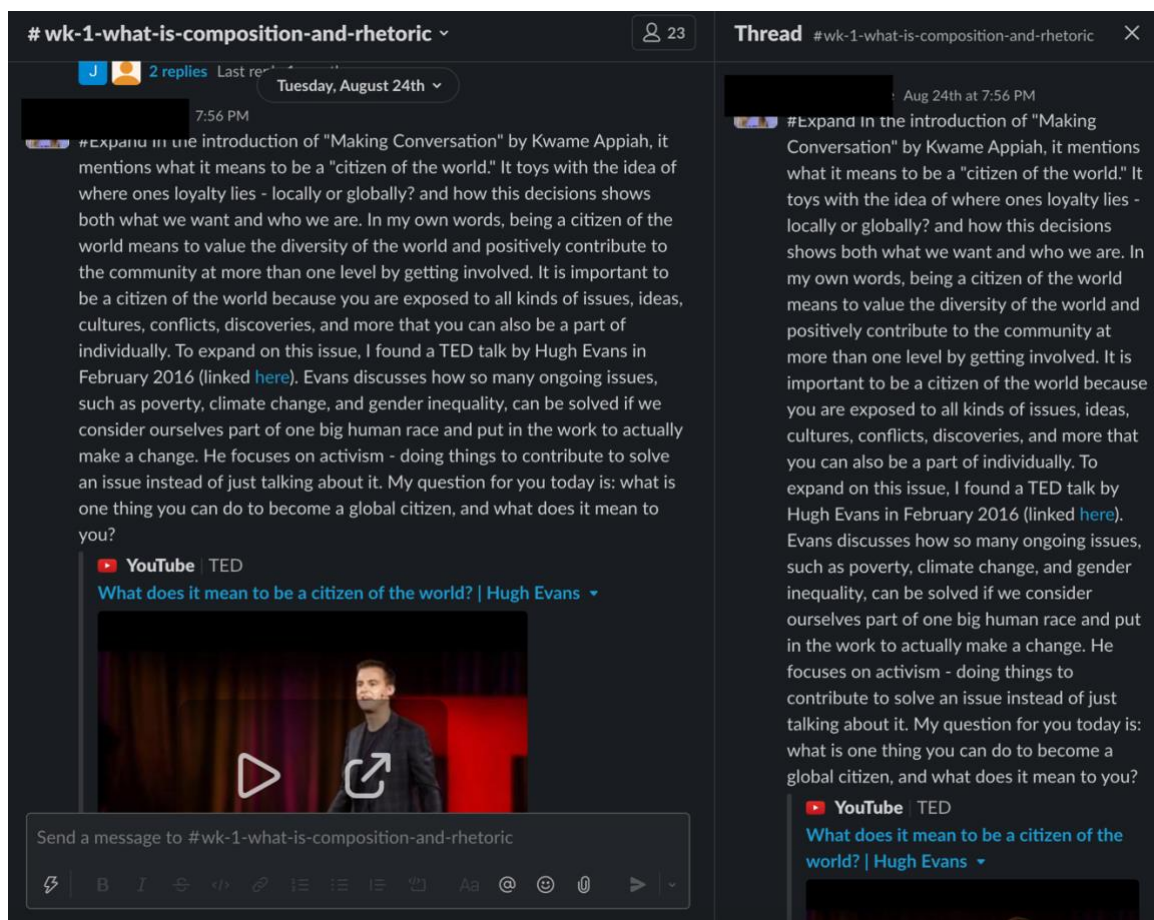 # wk-1-what-is-composition-and-rhetoric
23
J
2 replies Last
Tuesday, August 24th
7:56 PM
#Expand In the introduction of "Making Conversation" by Kwame Appiah, it
mentions what it means to be a "citizen of the world." It toys with the idea of
where ones loyalty lies - locally or globally? and how this decisions shows
both what we want and who we are. In my own words, being a citizen of the
world means to value the diversity of the world and positively contribute to
the community at more than one level by getting involved. It is important to
be a citizen of the world because you are exposed to all kinds of issues, ideas,
cultures, conflicts, discoveries, and more that you can also be a part of
individually. To expand on this issue, I found a TED talk by Hugh Evans in
February 2016 (linked here). Evans discusses how so many ongoing issues,
such as poverty, climate change, and gender inequality, can be solved if we
consider ourselves part of one big human race and put in the work to actually
make a change. He focuses on activism - doing things to contribute to solve
an issue instead of just talking about it. My question for you today is: what is
one thing you can do to become a global citizen, and what does it mean to
you?
YouTube | TED
What does it mean to be a citizen of the world? | Hugh Evans
Send a message to #wk-1-what-is-composition-and-rhetoric
B I S </> Aa @
Thread #wk-1-what-is-composition-and-rhetoric
Aug 24th at 7:56 PM
#Expand In the introduction of "Making
Conversation" by Kwame Appiah, it mentions
what it means to be a "citizen of the world." It
toys with the idea of where ones loyalty lies -
locally or globally? and how this decisions
shows both what we want and who we are. In
my own words, being a citizen of the world
means to value the diversity of the world and
positively contribute to the community at
more than one level by getting involved. It is
important to be a citizen of the world because
you are exposed to all kinds of issues, ideas,
cultures, conflicts, discoveries, and more that
you can also be a part of individually. To
expand on this issue, I found a TED talk by
Hugh Evans in February 2016 (linked here).
Evans discusses how so many ongoing issues,
such as poverty, climate change, and gender
inequality, can be solved if we consider
ourselves part of one big human race and put
in the work to actually make a change. He
focuses on activism - doing things to
contribute to solve an issue instead of just
talking about it. My question for you today is:
what is one thing you can do to become a
global citizen, and what does it mean to you?
YouTube | TED
What does it mean to be a citizen of the
world? | Hugh Evans